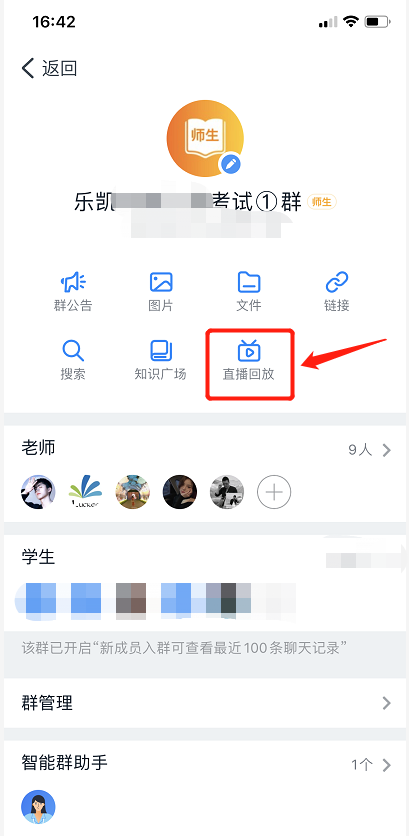 16:42
返回
师生
乐凯 考试①群 师生
群公告 图片 文件 链接
搜索 知识广场 直播回放
老师 9人
Lucker
学生
该群已开启“新成员入群可查看最近100条聊天记录”
群管理
智能群助手 1个